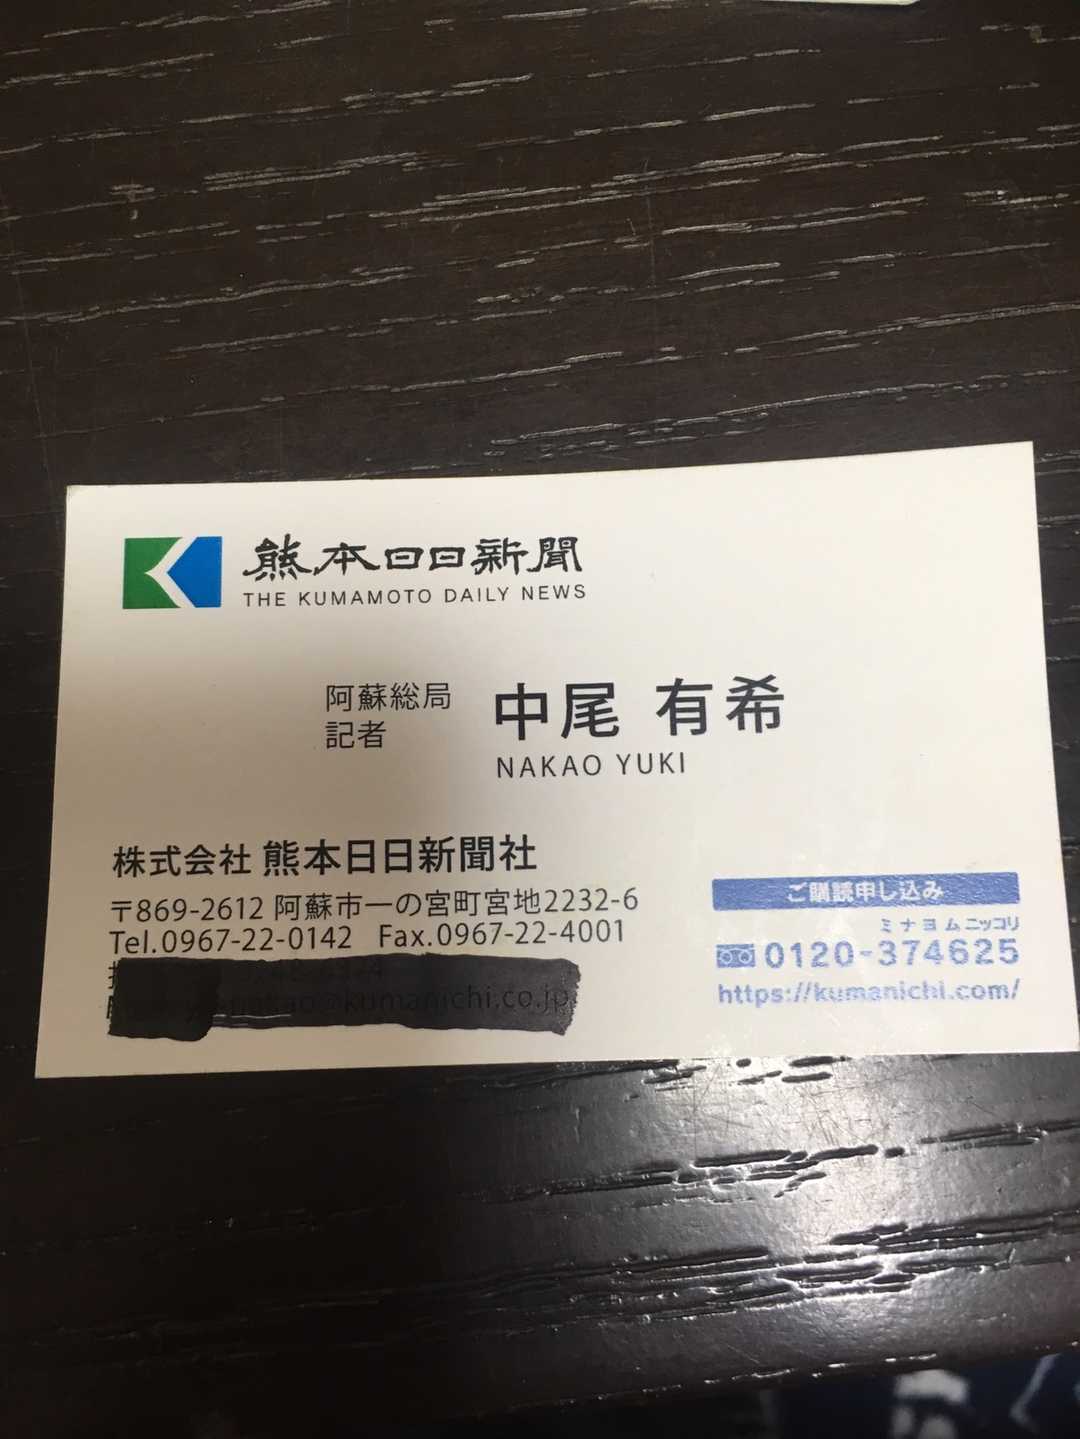 熊本日日新聞
THE KUMAMOTO DAILY NEWS
阿蘇総局
記者
中尾 有希
NAKAO YUKI
株式会社 熊本日日新聞社
〒869-2612 阿蘇市一の宮町宮地2232-6
Tel.0967-22-0142 Fax.0967-22-4001
ご購読申し込み
ミナヨムニッコリ
0120-374625
https://kumanichi.com/